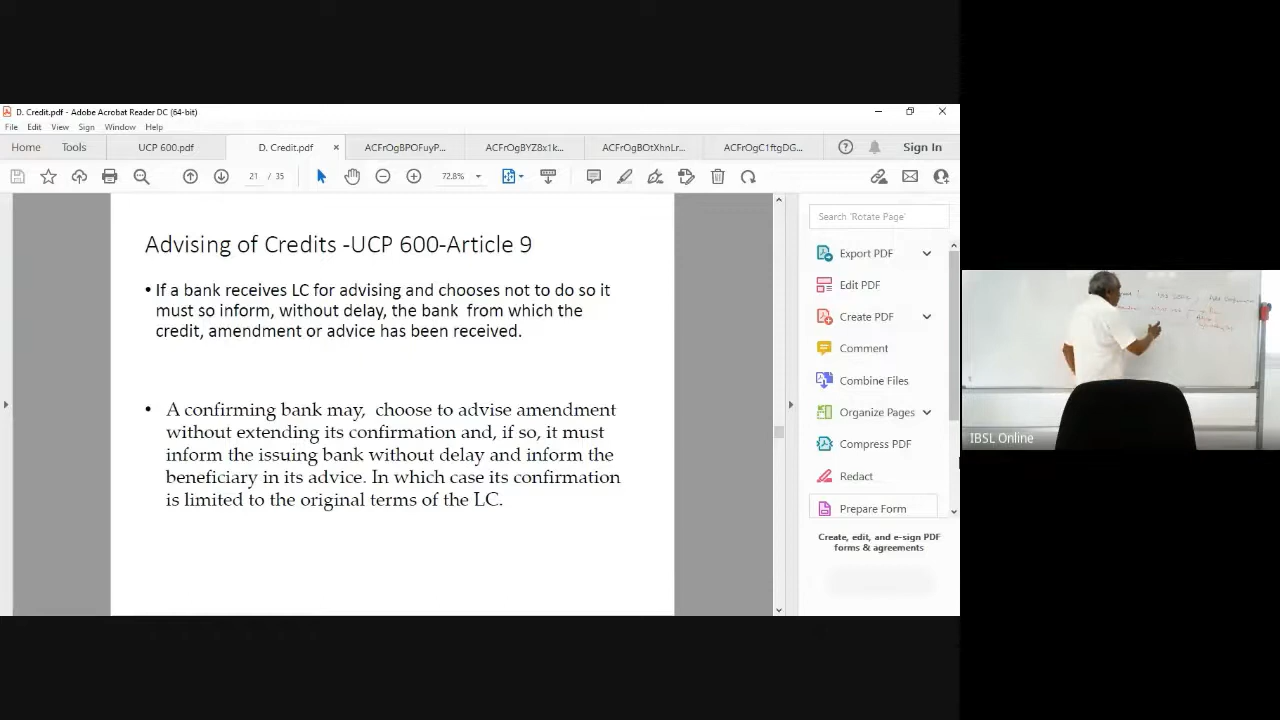 D. Credit.pdf - Adobe Acrobat Reader DC (64-bit)
File Edit View Sign Window Help
Home Tools UCP 600.pdf D. Credit.pdf × ACFrOgBPOFuyP... ACFrOgBYZ8x1k... ACFrOgBOtXhnLr... ACFrOgC1ftgDG... Sign In
21 / 35 72.8%
Advising of Credits -UCP 600-Article 9
• If a bank receives LC for advising and chooses not to do so it
must so inform, without delay, the bank from which the
credit, amendment or advice has been received.
• A confirming bank may, choose to advise amendment
without extending its confirmation and, if so, it must
inform the issuing bank without delay and inform the
beneficiary in its advice. In which case its confirmation
is limited to the original terms of the LC.
Search 'Rotate Page'
Export PDF
Edit PDF
Create PDF
Comment
Combine Files
Organize Pages
Compress PDF
Redact
Prepare Form
Create, edit, and e-sign PDF
forms & agreements
IBSL Online